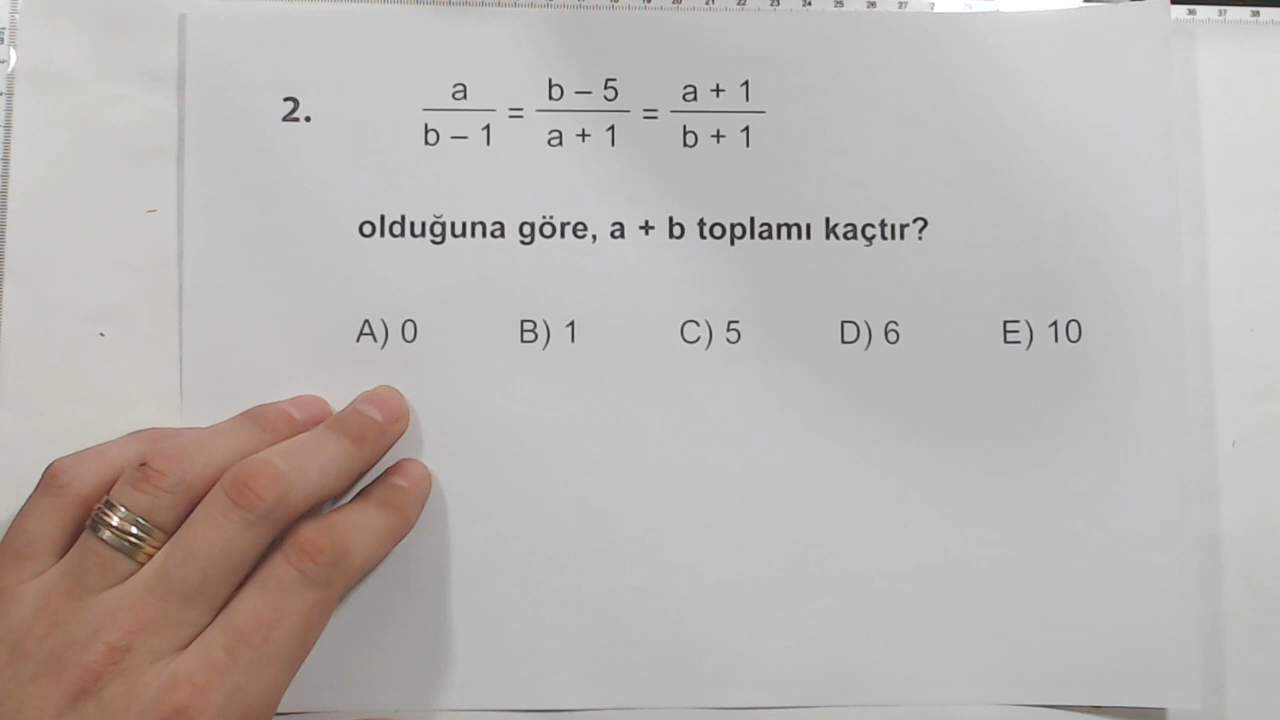 2. a / (b – 1) = (b – 5) / (a + 1) = (a + 1) / (b + 1)
olduğuna göre, a + b toplamı kaçtır?
A) 0 B) 1 C) 5 D) 6 E) 10